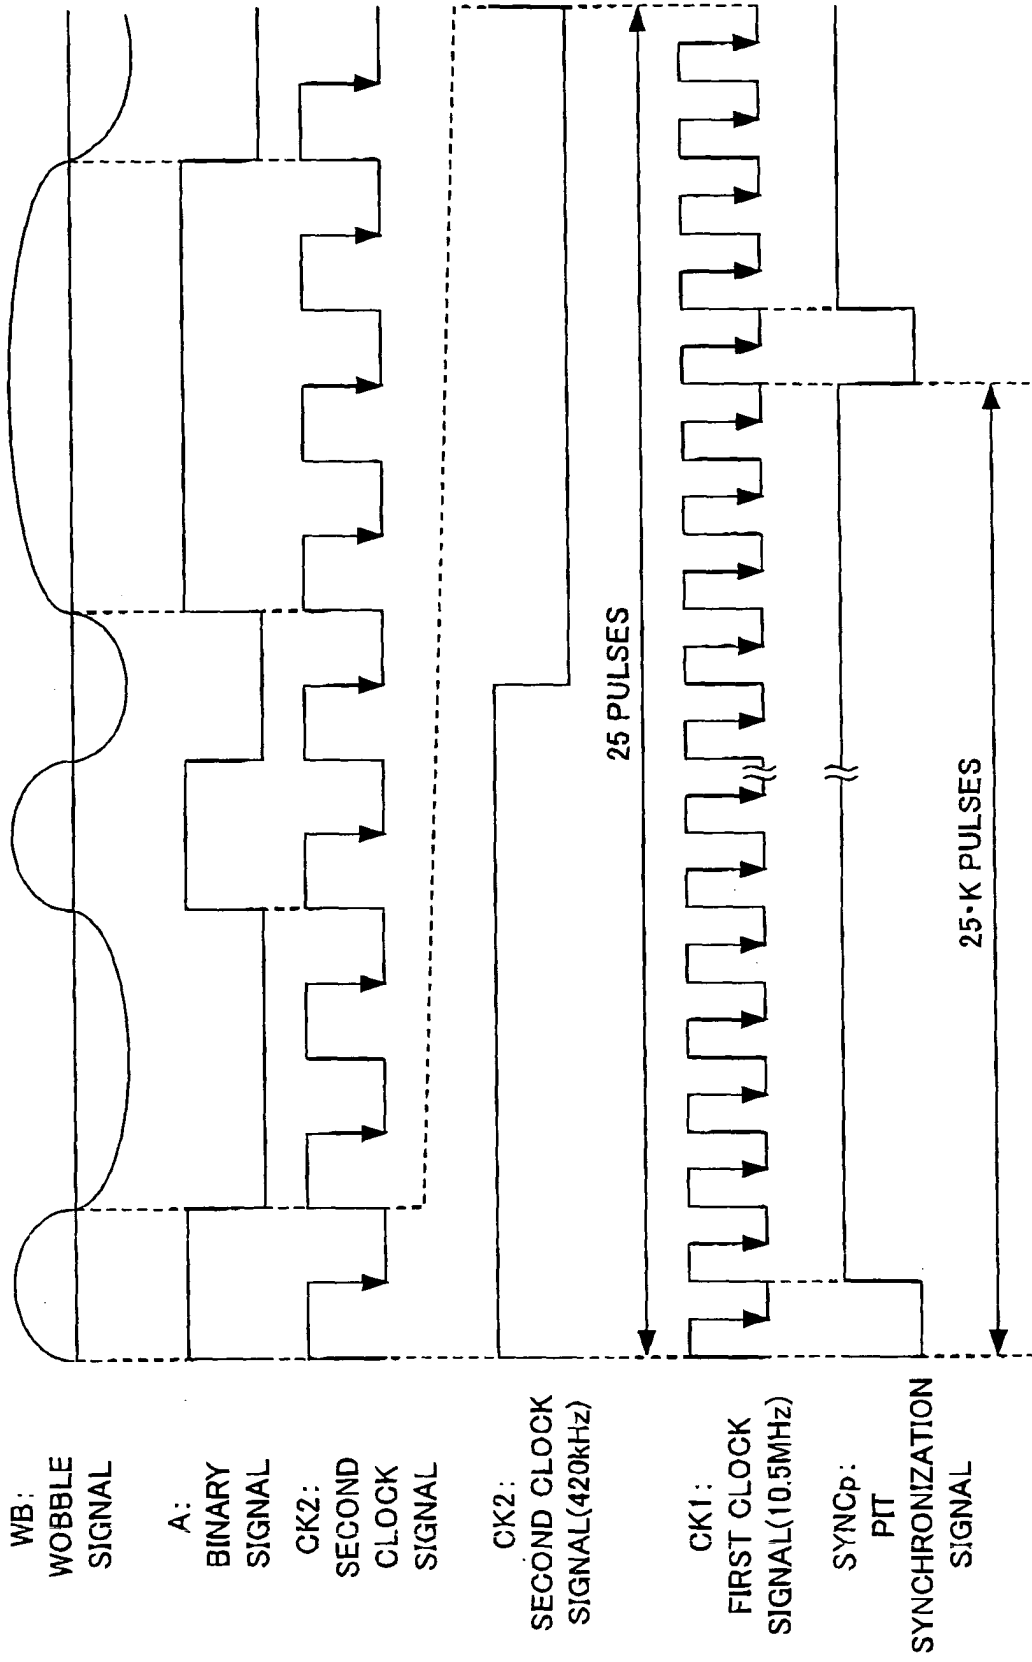 WB:
WOBBLE
SIGNAL
A:
BINARY
SIGNAL
CK2:
SECOND
CLOCK
SIGNAL
CK2:
SECOND CLOCK
SIGNAL(420kHz)
25 PULSES
CK1:
FIRST CLOCK
SIGNAL(10.5MHz)
SYNCp:
PIT
SYNCHRONIZATION
SIGNAL
25·K PULSES